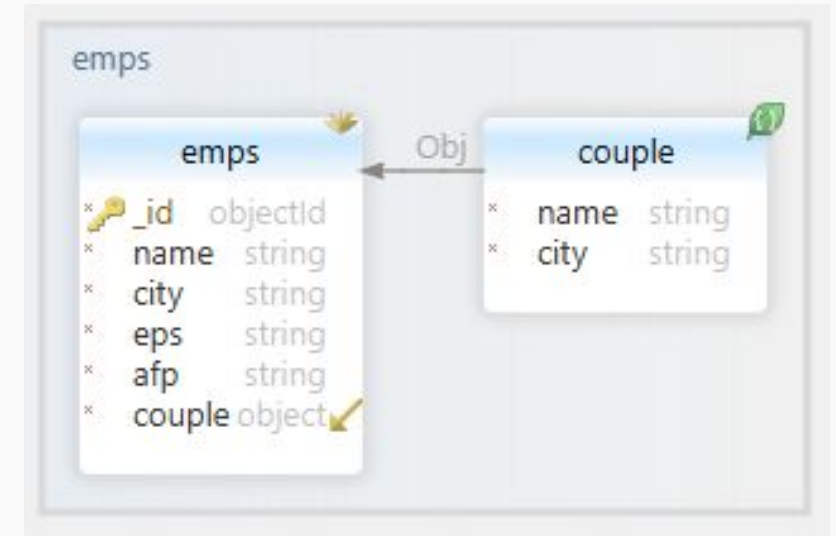 emps
emps
_id objectId
name string
city string
eps string
afp string
couple object
Obj
couple
name string
city string